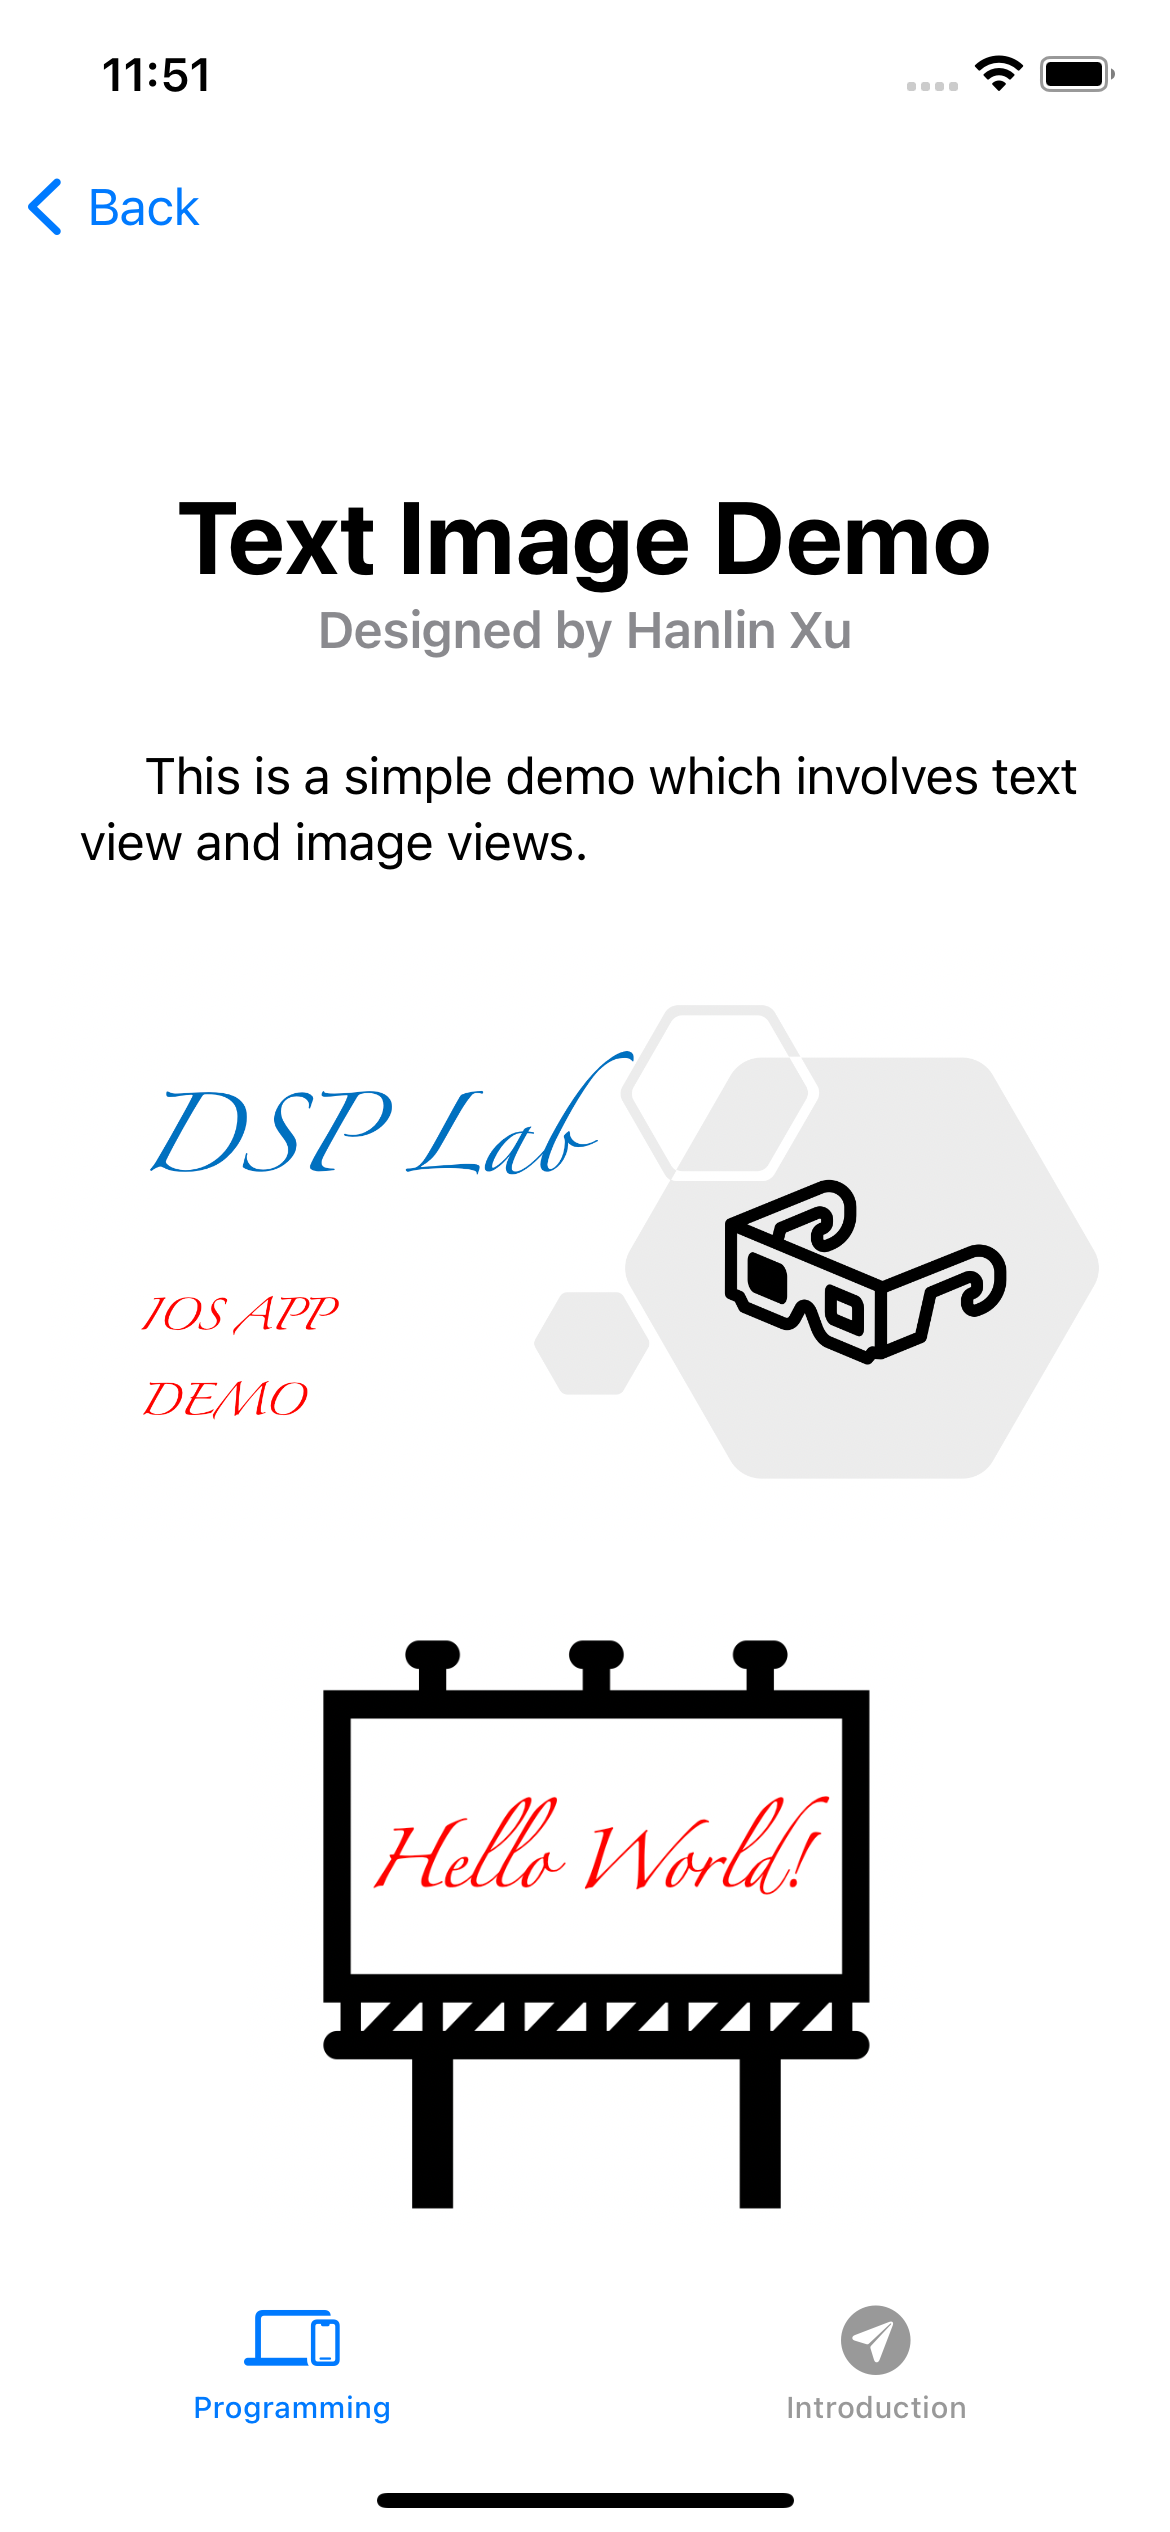 11:51
Back
Text Image Demo
Designed by Hanlin Xu
This is a simple demo which involves text
view and image views.
DSP Lab
IOS APP
DEMO
Hello World!
Programming
Introduction